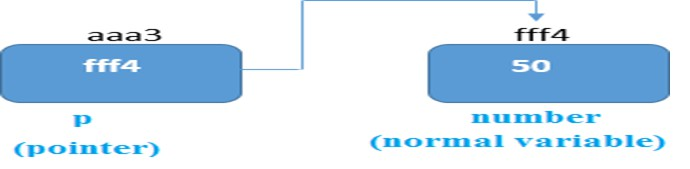 aaa3
fff4
p
(pointer)
fff4
50
number
(normal variable)